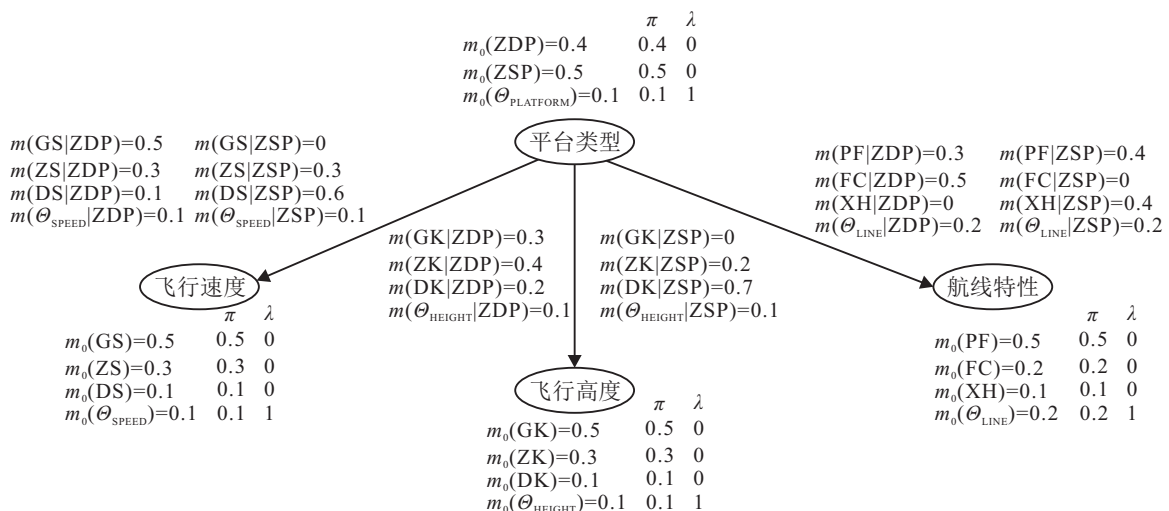 π λ
m₀(ZDP)=0.4 0.4 0
m₀(ZSP)=0.5 0.5 0
m₀(Θ_PLATFORM)=0.1 0.1 1
平台类型
m(GS|ZDP)=0.5 m(GS|ZSP)=0
m(ZS|ZDP)=0.3 m(ZS|ZSP)=0.3
m(DS|ZDP)=0.1 m(DS|ZSP)=0.6
m(Θ_SPEED|ZDP)=0.1 m(Θ_SPEED|ZSP)=0.1
m(PF|ZDP)=0.3 m(PF|ZSP)=0.4
m(FC|ZDP)=0.5 m(FC|ZSP)=0
m(XH|ZDP)=0 m(XH|ZSP)=0.4
m(Θ_LINE|ZDP)=0.2 m(Θ_LINE|ZSP)=0.2
m(GK|ZDP)=0.3 m(GK|ZSP)=0
m(ZK|ZDP)=0.4 m(ZK|ZSP)=0.2
m(DK|ZDP)=0.2 m(DK|ZSP)=0.7
m(Θ_HEIGHT|ZDP)=0.1 m(Θ_HEIGHT|ZSP)=0.1
飞行速度
π λ
m₀(GS)=0.5 0.5 0
m₀(ZS)=0.3 0.3 0
m₀(DS)=0.1 0.1 0
m₀(Θ_SPEED)=0.1 0.1 1
飞行高度
π λ
m₀(GK)=0.5 0.5 0
m₀(ZK)=0.3 0.3 0
m₀(DK)=0.1 0.1 0
m₀(Θ_HEIGHT)=0.1 0.1 1
航线特性
π λ
m₀(PF)=0.5 0.5 0
m₀(FC)=0.2 0.2 0
m₀(XH)=0.1 0.1 0
m₀(Θ_LINE)=0.2 0.2 1